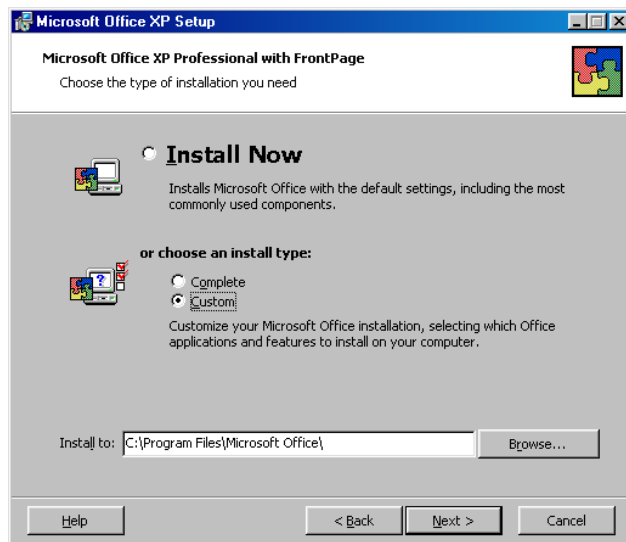 Microsoft Office XP Setup
Microsoft Office XP Professional with FrontPage
Choose the type of installation you need
Install Now
Installs Microsoft Office with the default settings, including the most
commonly used components.
or choose an install type:
?
Complete
Custom
Customize your Microsoft Office installation, selecting which Office
applications and features to install on your computer.
Install to: C:\Program Files\Microsoft Office\ Browse...
Help < Back Next > Cancel